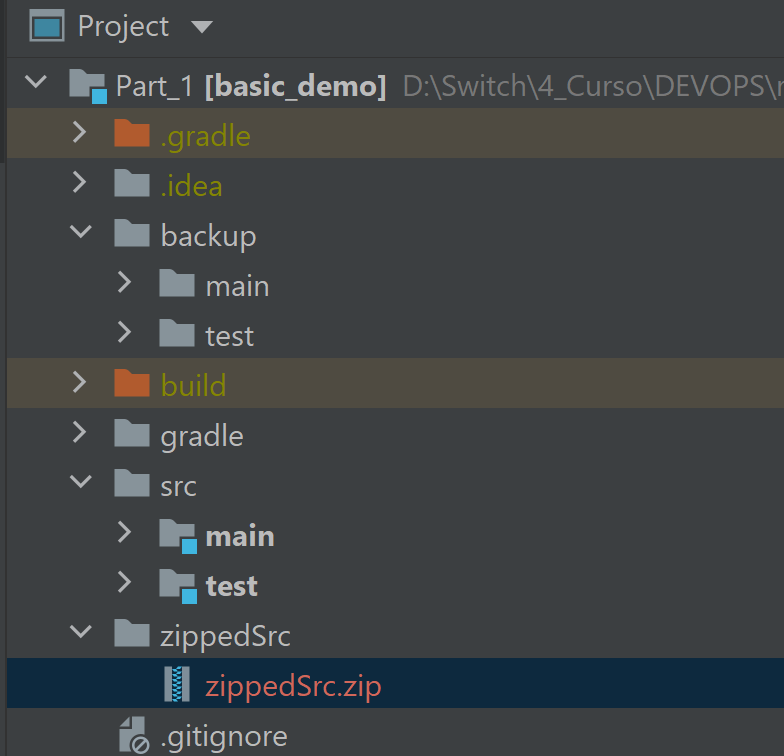 Project
Part_1 [basic_demo] D:\Switch\4_Curso\DEVOPS\
.gradle
.idea
backup
main
test
build
gradle
src
main
test
zippedSrc
zippedSrc.zip
.gitignore